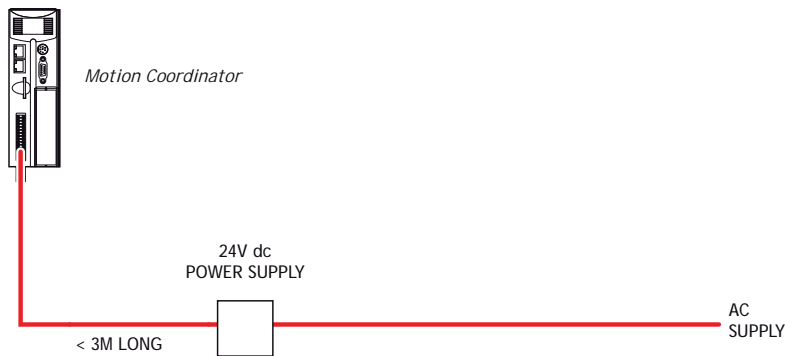 Motion Coordinator
24V dc
POWER SUPPLY
AC
SUPPLY
< 3M LONG